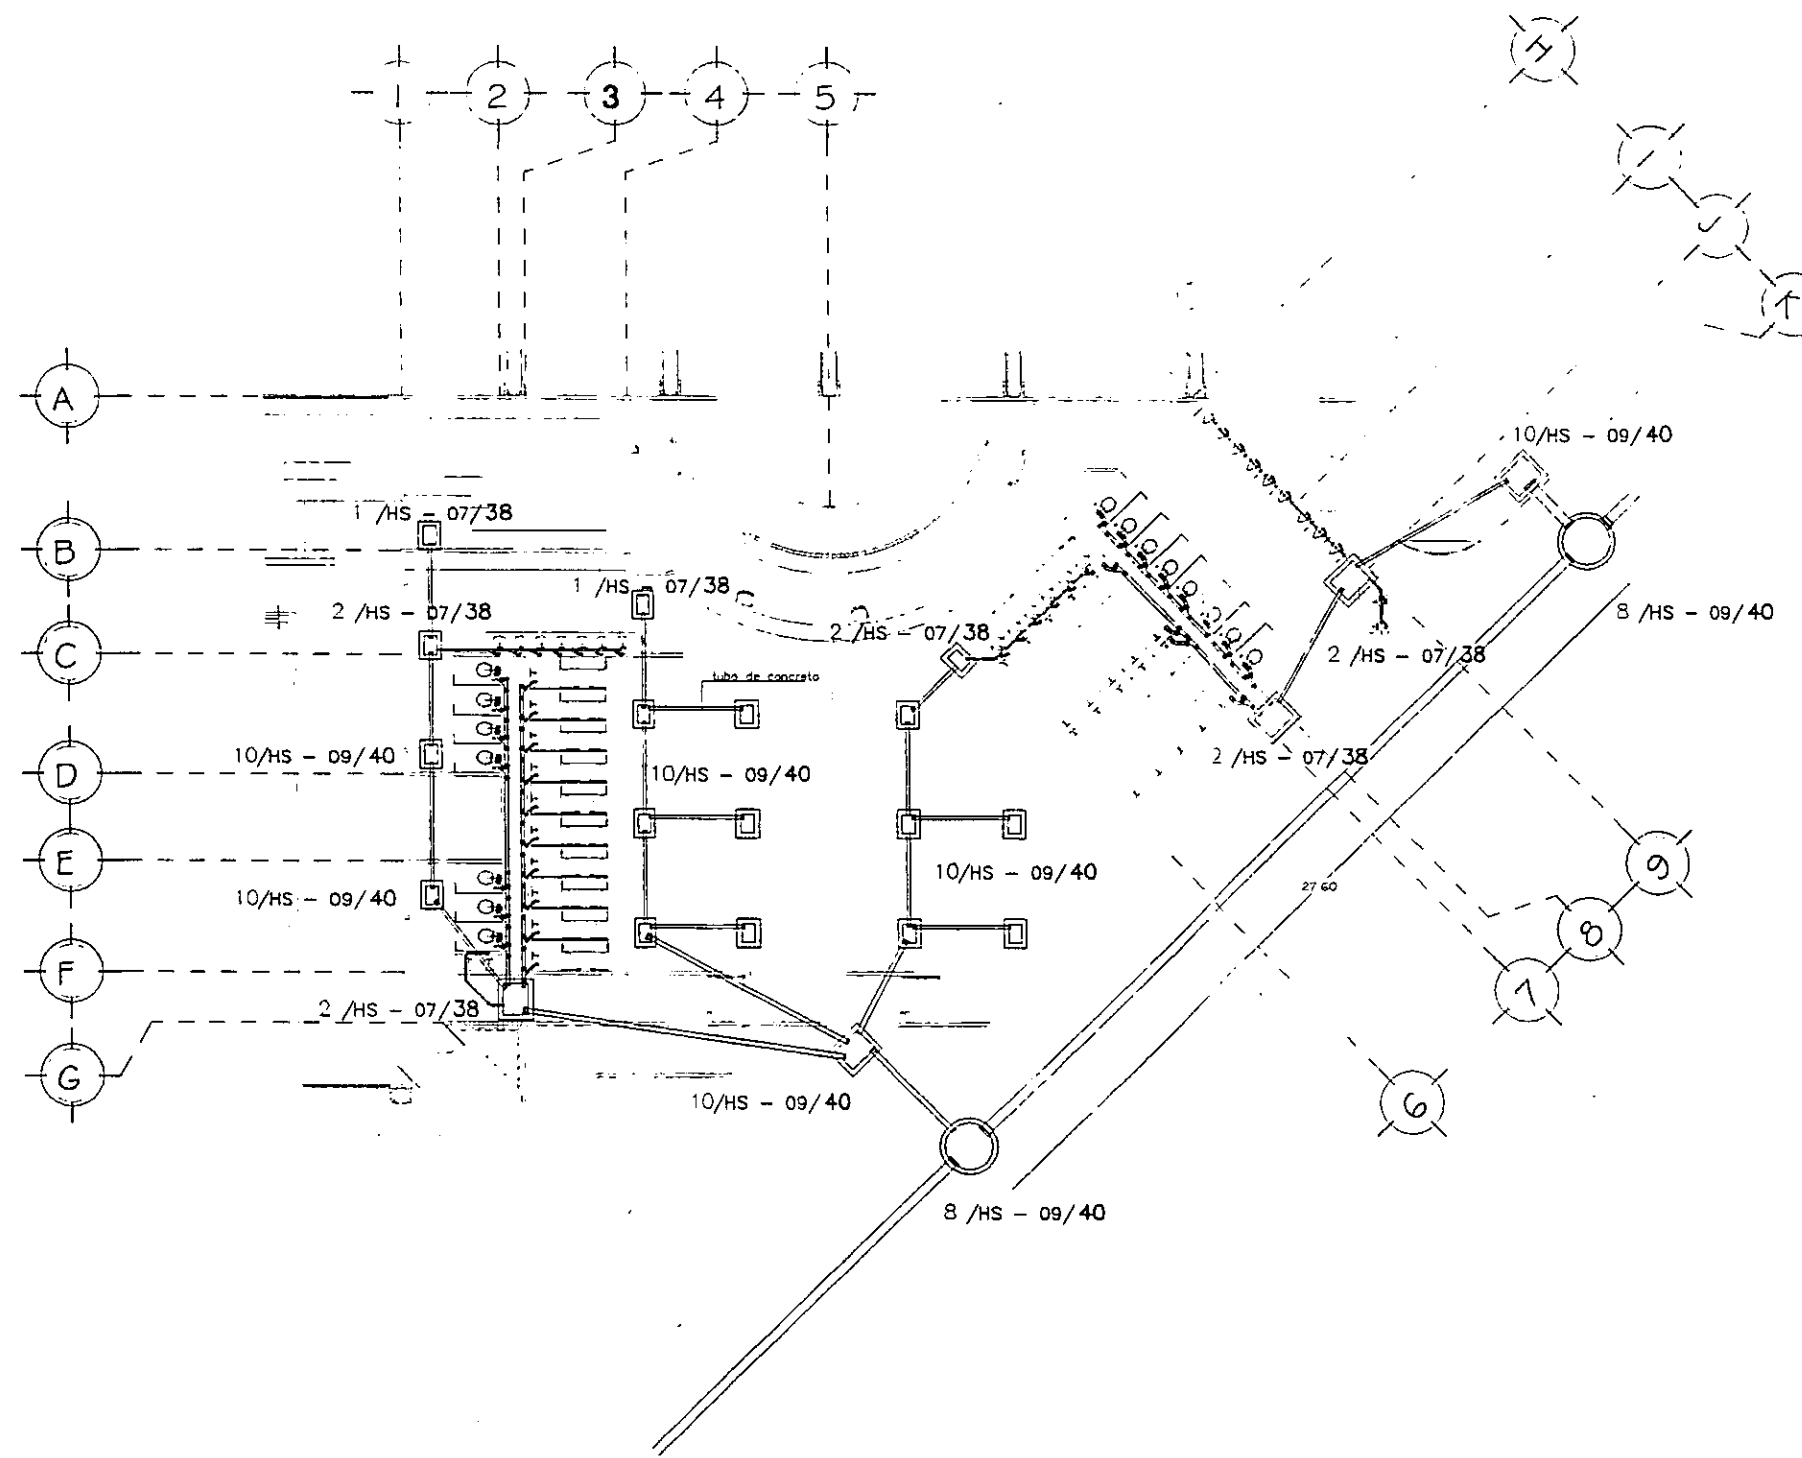 H
1
2
3
4
5
I
J
K
A
10/HS - 09/40
1 /HS - 07/38
B
1 /HS - 07/38
2 /HS - 07/38
8 /HS - 09/40
2 /HS - 07/38
C
2 /HS - 07/38
tubo de concreto
10/HS - 09/40
2 /HS - 07/38
D
10/HS - 09/40
E
9
10/HS - 09/40
27 60
10/HS - 09/40
8
F
7
2 /HS - 07/38
G
10/HS - 09/40
6
8 /HS - 09/40